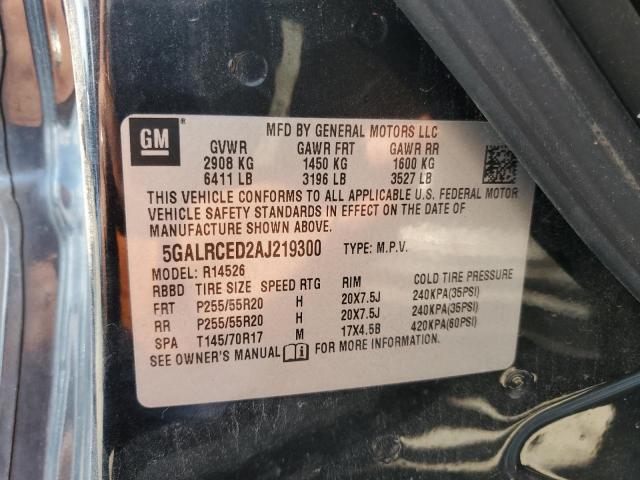 GM ®
MFD BY GENERAL MOTORS LLC
GVWR GAWR FRT GAWR RR
2908 KG 1450 KG 1600 KG
6411 LB 3196 LB 3527 LB
THIS VEHICLE CONFORMS TO ALL APPLICABLE U.S. FEDERAL MOTOR
VEHICLE SAFETY STANDARDS IN EFFECT ON THE DATE OF
MANUFACTURE SHOWN ABOVE.
5GALRCED2AJ219300 TYPE: M.P.V.
MODEL: R14526
RBBD TIRE SIZE SPEED RTG RIM COLD TIRE PRESSURE
FRT P255/55R20 H 20X7.5J 240KPA(35PSI)
RR P255/55R20 H 20X7.5J 240KPA(35PSI)
SPA T145/70R17 M 17X4.5B 420KPA(60PSI)
SEE OWNER'S MANUAL i FOR MORE INFORMATION.